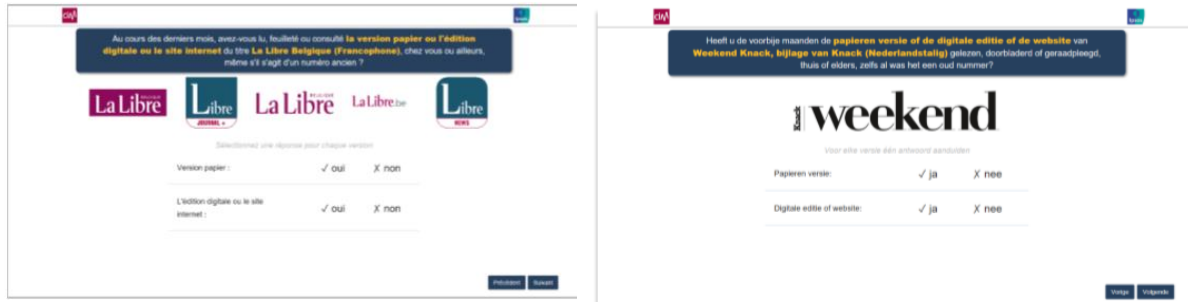 CIM
Ipsos
Au cours des derniers mois, avez-vous lu, feuilleté ou consulté la version papier ou l'édition
digitale ou le site internet du titre La Libre Belgique (Francophone), chez vous ou ailleurs,
même s'il s'agit d'un numéro ancien ?
La Libre
Libre
JOURNAL +
La Libre
La Libre.be
Libre
NEWS
Sélectionnez une réponse pour chaque version
Version papier :
√ oui
X non
L'édition digitale ou le site
internet :
√ oui
X non
Précédent
Suivant
CIM
Ipsos
Heeft u de voorbije maanden de papieren versie of de digitale editie of de website van
Weekend Knack, bijlage van Knack (Nederlandstalig) gelezen, doorbladerd of geraadpleegd,
thuis of elders, zelfs al was het een oud nummer?
Knack
weekend
Voor elke versie één antwoord aanduiden
Papieren versie:
√ ja
X nee
Digitale editie of website:
√ ja
X nee
Vorige
Volgende